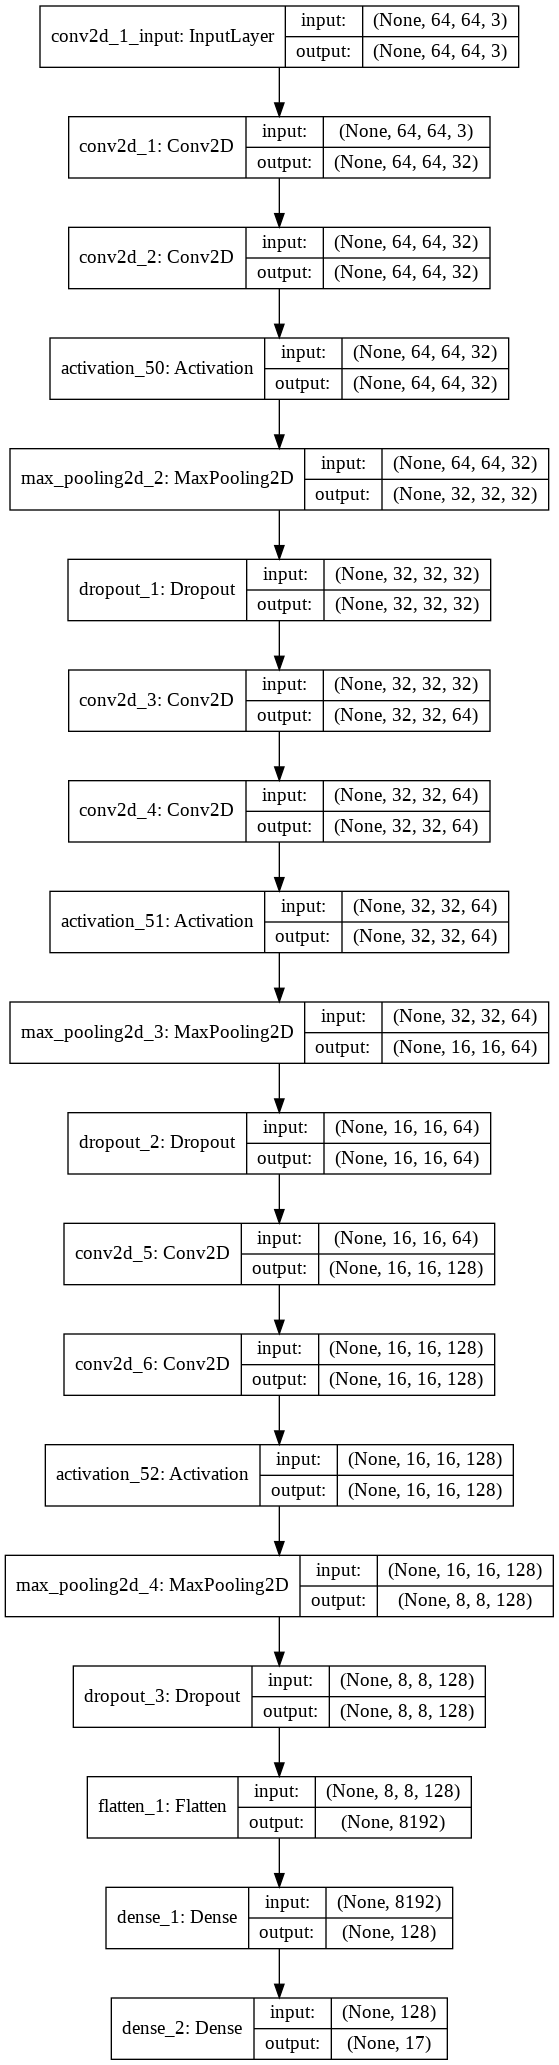 conv2d_1_input: InputLayer input: (None, 64, 64, 3)
output: (None, 64, 64, 3)
conv2d_1: Conv2D input: (None, 64, 64, 3)
output: (None, 64, 64, 32)
conv2d_2: Conv2D input: (None, 64, 64, 32)
output: (None, 64, 64, 32)
activation_50: Activation input: (None, 64, 64, 32)
output: (None, 64, 64, 32)
max_pooling2d_2: MaxPooling2D input: (None, 64, 64, 32)
output: (None, 32, 32, 32)
dropout_1: Dropout input: (None, 32, 32, 32)
output: (None, 32, 32, 32)
conv2d_3: Conv2D input: (None, 32, 32, 32)
output: (None, 32, 32, 64)
conv2d_4: Conv2D input: (None, 32, 32, 64)
output: (None, 32, 32, 64)
activation_51: Activation input: (None, 32, 32, 64)
output: (None, 32, 32, 64)
max_pooling2d_3: MaxPooling2D input: (None, 32, 32, 64)
output: (None, 16, 16, 64)
dropout_2: Dropout input: (None, 16, 16, 64)
output: (None, 16, 16, 64)
conv2d_5: Conv2D input: (None, 16, 16, 64)
output: (None, 16, 16, 128)
conv2d_6: Conv2D input: (None, 16, 16, 128)
output: (None, 16, 16, 128)
activation_52: Activation input: (None, 16, 16, 128)
output: (None, 16, 16, 128)
max_pooling2d_4: MaxPooling2D input: (None, 16, 16, 128)
output: (None, 8, 8, 128)
dropout_3: Dropout input: (None, 8, 8, 128)
output: (None, 8, 8, 128)
flatten_1: Flatten input: (None, 8, 8, 128)
output: (None, 8192)
dense_1: Dense input: (None, 8192)
output: (None, 128)
dense_2: Dense input: (None, 128)
output: (None, 17)